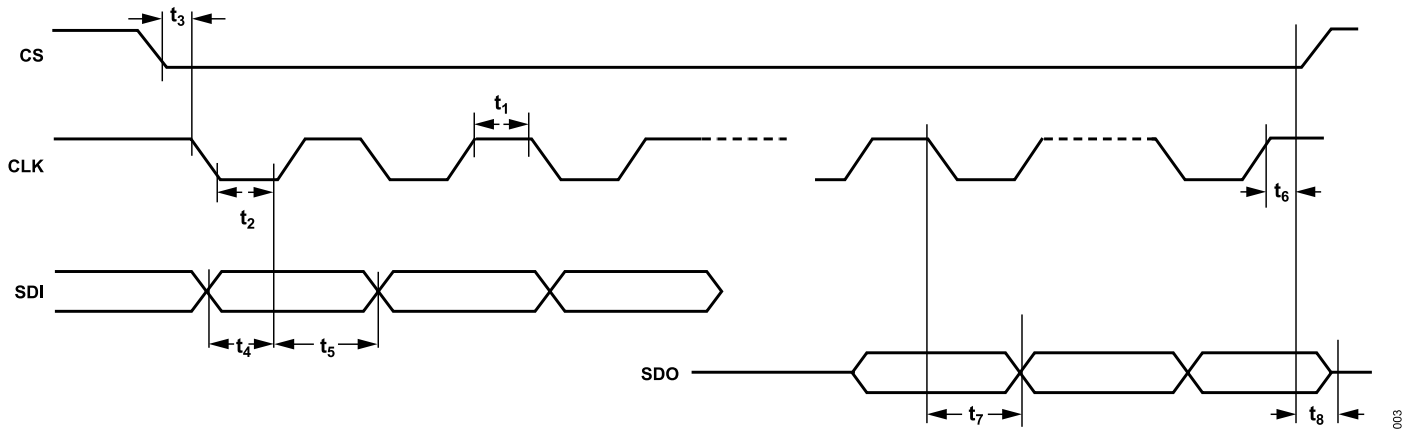 t₃
CS
t₁
CLK
t₂
t₆
SDI
t₄ t₅
SDO
t₇ t₈
003